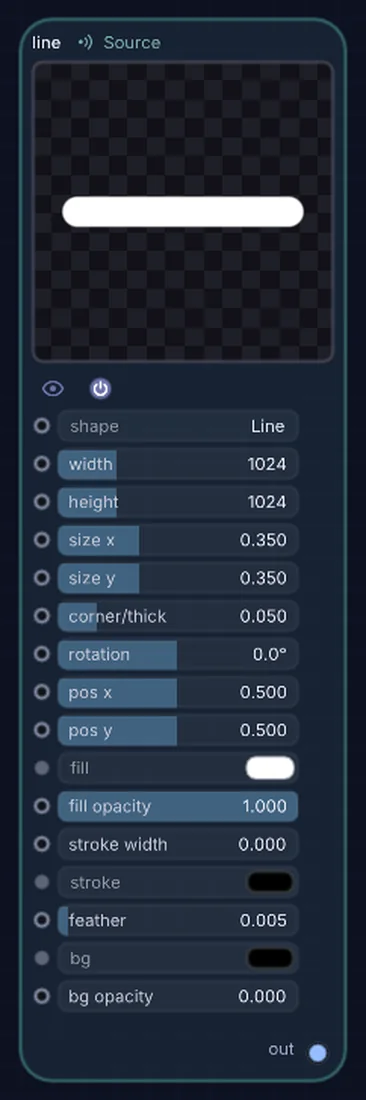 line Source
shape Line
width 1024
height 1024
size x 0.350
size y 0.350
corner/thick 0.050
rotation 0.0°
pos x 0.500
pos y 0.500
fill
fill opacity 1.000
stroke width 0.000
stroke
feather 0.005
bg
bg opacity 0.000
out